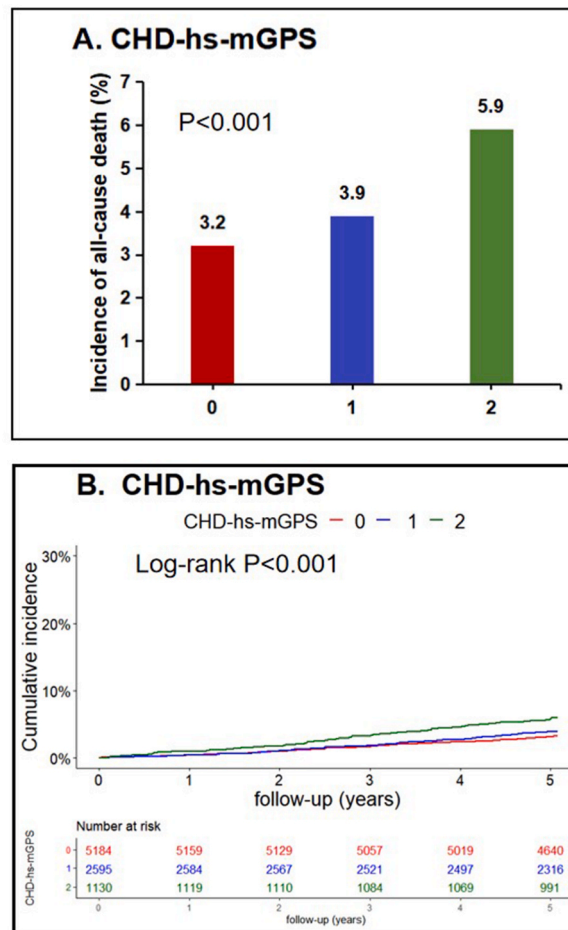 A. CHD-hs-mGPS
Incidence of all-cause death (%)
7
6
5
4
3
2
1
0
P<0.001
3.2
3.9
5.9
0 1 2
B. CHD-hs-mGPS
CHD-hs-mGPS 0 1 2
Log-rank P<0.001
Cumulative incidence
30%
20%
10%
0%
0 1 2 3 4 5
follow-up (years)
Number at risk
CHD-hs-mGPS
0 5184 5159 5129 5057 5019 4640
1 2595 2584 2567 2521 2497 2316
2 1130 1119 1110 1084 1069 991
0 1 2 3 4 5
follow-up (years)